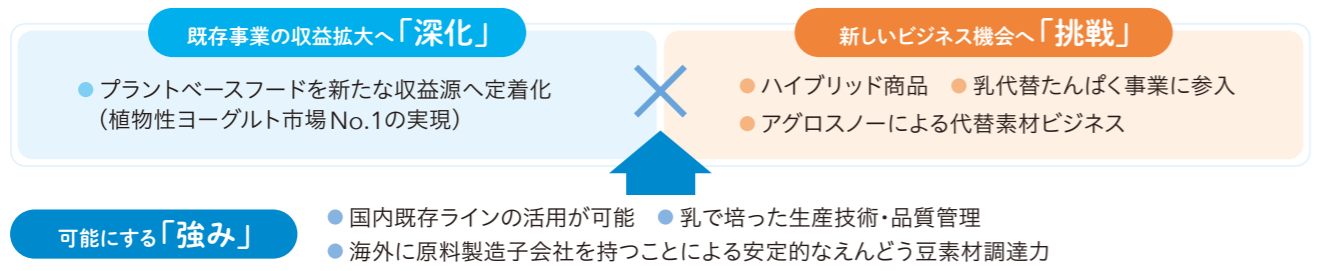 既存事業の収益拡大へ「深化」
● プラントベースフードを新たな収益源へ定着化
（植物性ヨーグルト市場No.1の実現）
×
新しいビジネス機会へ「挑戦」
● ハイブリッド商品 ● 乳代替たんぱく事業に参入
● アグロスノーによる代替素材ビジネス
可能にする「強み」
● 国内既存ラインの活用が可能 ● 乳で培った生産技術・品質管理
● 海外に原料製造子会社を持つことによる安定的なえんどう豆素材調達力